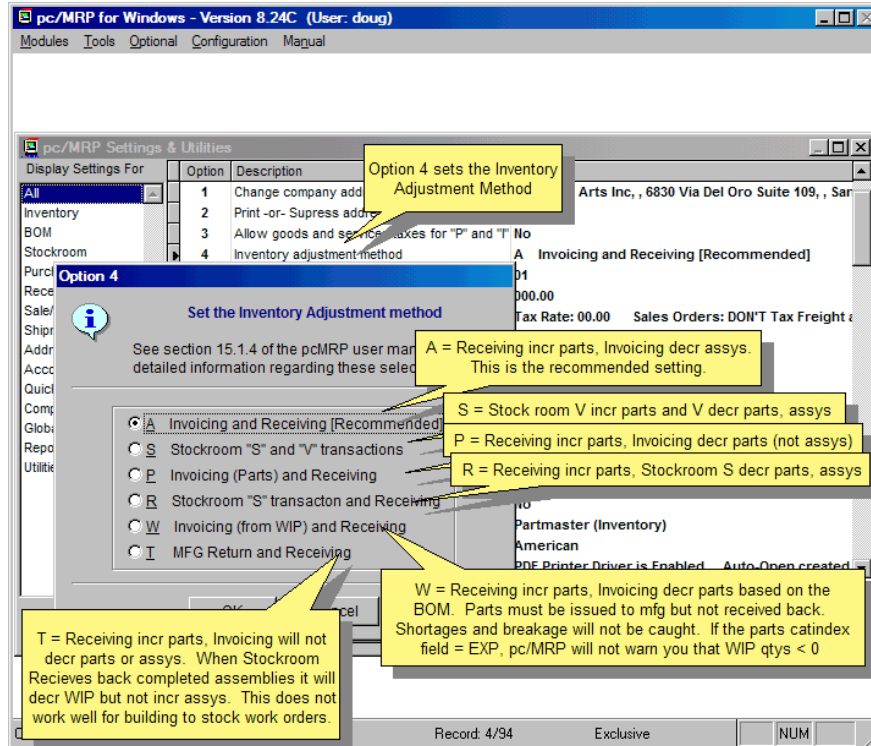 pc/MRP for Windows - Version 8.24C (User: doug)
Modules Tools Optional Configuration Manual
pc/MRP Settings & Utilities
Display Settings For
Option Description
All
Inventory
BOM
Stockroom
1 Change company
2 Print -or- Supress
3 Allow goods and service taxes for "P" and "I" No
4 Inventory adjustment method A Invoicing and Receiving [Recommended]
Arts Inc, , 6830 Via Del Oro Suite 109, ,
01
000.00
Tax Rate: 00.00 Sales Orders: DON'T Tax Freight
Option 4 sets the Inventory
Adjustment Method
Option 4
Set the Inventory Adjustment method
See section 15.1.4 of the pcMRP user
detailed information regarding these
A Invoicing and Receiving [Recommended]
S Stockroom "S" and "V" transactions
P Invoicing (Parts) and Receiving
R Stockroom "S" transacton and Receiving
W Invoicing (from WIP) and Receiving
T MFG Return and Receiving
A = Receiving incr parts, Invoicing decr assys.
This is the recommended setting.
S = Stock room V incr parts and V decr parts, assys
P = Receiving incr parts, Invoicing decr parts (not assys)
R = Receiving incr parts, Stockroom S decr parts, assys
No
Partmaster (Inventory)
American
PDF Printer Driver is Enabled Auto-Open created
W = Receiving incr parts, Invoicing decr parts based on the
BOM. Parts must be issued to mfg but not received back.
Shortages and breakage will not be caught. If the parts catindex
field = EXP, pc/MRP will not warn you that WIP qtys < 0
T = Receiving incr parts, Invoicing will not
decr parts or assys. When Stockroom
Recieves back completed assemblies it will
decr WIP but not incr assys. This does not
work well for building to stock work orders.
Record: 4/94 Exclusive NUM